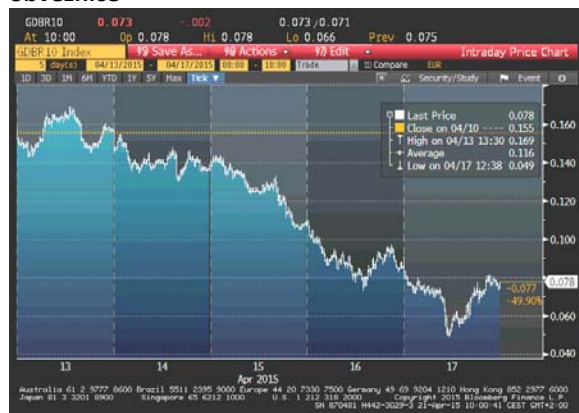 GDBR10 0.073 -.002 0.073/0.071
At 10:00 Op 0.078 Hi 0.078 Lo 0.066 Prev 0.075
GDBR10 Index 99 Save As... 98 Actions 97 Edit Intraday Price Chart
5 day(s) 04/13/2015 - 04/17/2015 08:00 - 18:00 Trade Compare EUR
1D 3D 1M 6M YTD 1Y 5Y Max Tick Security/Study Event
Last Price 0.078
Close on 04/10 ---- 0.155
High on 04/13 13:30 0.169
Average 0.116
Low on 04/17 12:38 0.049
0.160
0.140
0.120
0.100
0.078
-0.077
-49.90%
0.060
0.040
13 14 15 16 17
Apr 2015
Australia 61 2 9777 8600 Brazil 5511 2395 9000 Europe 44 20 7330 7500 Germany 49 69 9204 1210 Hong Kong 852 2977 6000
Japan 81 3 3201 8900 Singapore 65 6212 1000 U.S. 1 212 318 2000 Copyright 2015 Bloomberg Finance L.P.
SN 870481 H442-3029-3 21-Apr-15 10:00:41 CEST GMT+2:00